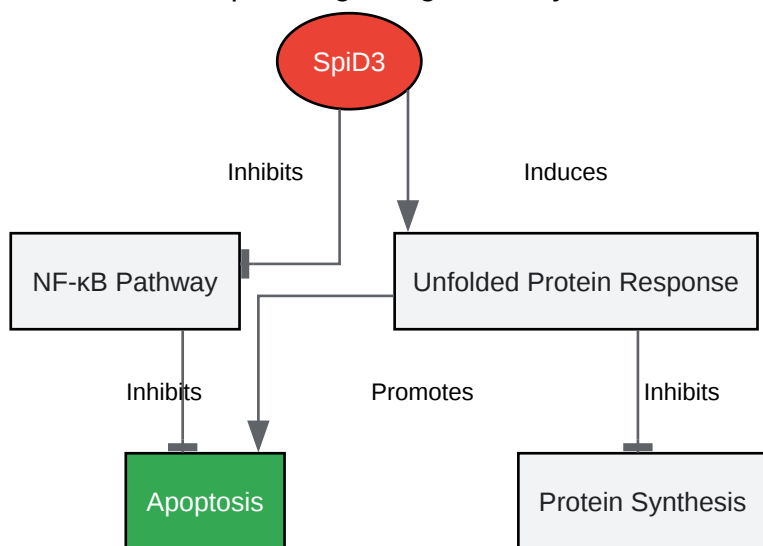 SpiD3
Inhibits
Induces
NF-κB Pathway
Unfolded Protein Response
Inhibits
Promotes
Inhibits
Apoptosis
Protein Synthesis